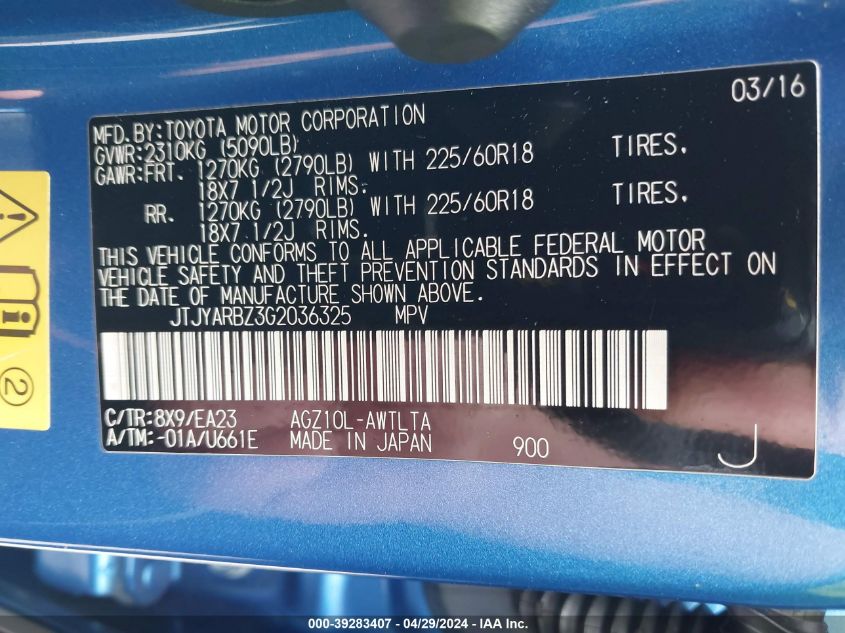 03/16
MFD.BY:TOYOTA MOTOR CORPORATION
GVWR:2310KG (5090LB)
GAWR:FRT. 1270KG (2790LB) WITH 225/60R18 TIRES.
18X7 1/2J RIMS.
RR. 1270KG (2790LB) WITH 225/60R18 TIRES.
18X7 1/2J RIMS.
THIS VEHICLE CONFORMS TO ALL APPLICABLE FEDERAL MOTOR
VEHICLE SAFETY AND THEFT PREVENTION STANDARDS IN EFFECT ON
THE DATE OF MANUFACTURE SHOWN ABOVE.
JTJYARBZ3G2036325 MPV
C/TR:8X9/EA23 AGZ10L-AWTLTA
A/TM:-01A/U661E MADE IN JAPAN 900
J
2
000-39283407 - 04/29/2024 - IAA Inc.